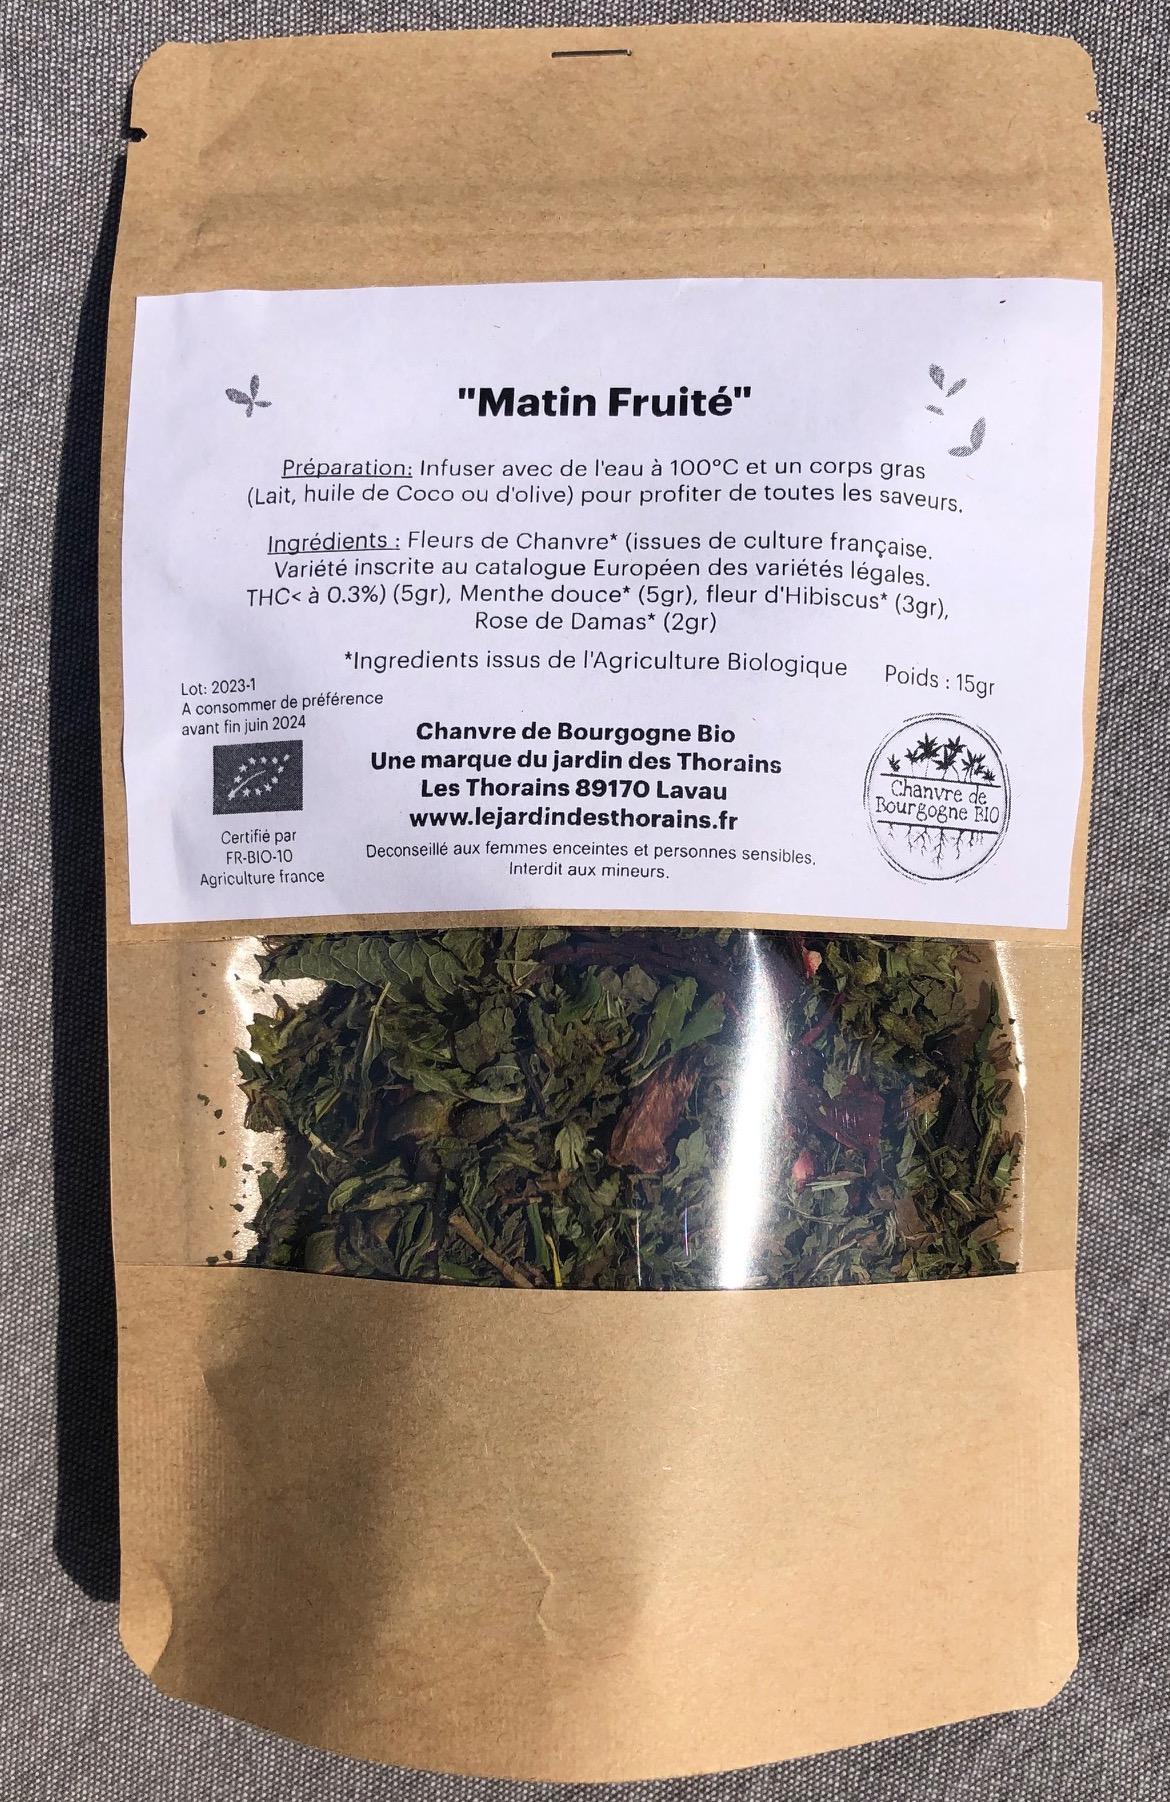 "Matin Fruité"
Préparation: Infuser avec de l'eau à 100°C et un corps gras
(Lait, huile de Coco ou d'olive) pour profiter de toutes les saveurs.
Ingrédients : Fleurs de Chanvre* (issues de culture française.
Variété inscrite au catalogue Européen des variétés légales.
THC< à 0.3%) (5gr), Menthe douce* (5gr), fleur d'Hibiscus* (3gr),
Rose de Damas* (2gr)
*Ingredients issus de l'Agriculture Biologique
Poids : 15gr
Lot: 2023-1
A consommer de préférence
avant fin juin 2024
Certifié par
FR-BIO-10
Agriculture france
Chanvre de Bourgogne Bio
Une marque du jardin des Thorains
Les Thorains 89170 Lavau
www.lejardindesthorains.fr
Deconseillé aux femmes enceintes et personnes sensibles.
Interdit aux mineurs.
Chanvre de
Bourgogne BIO